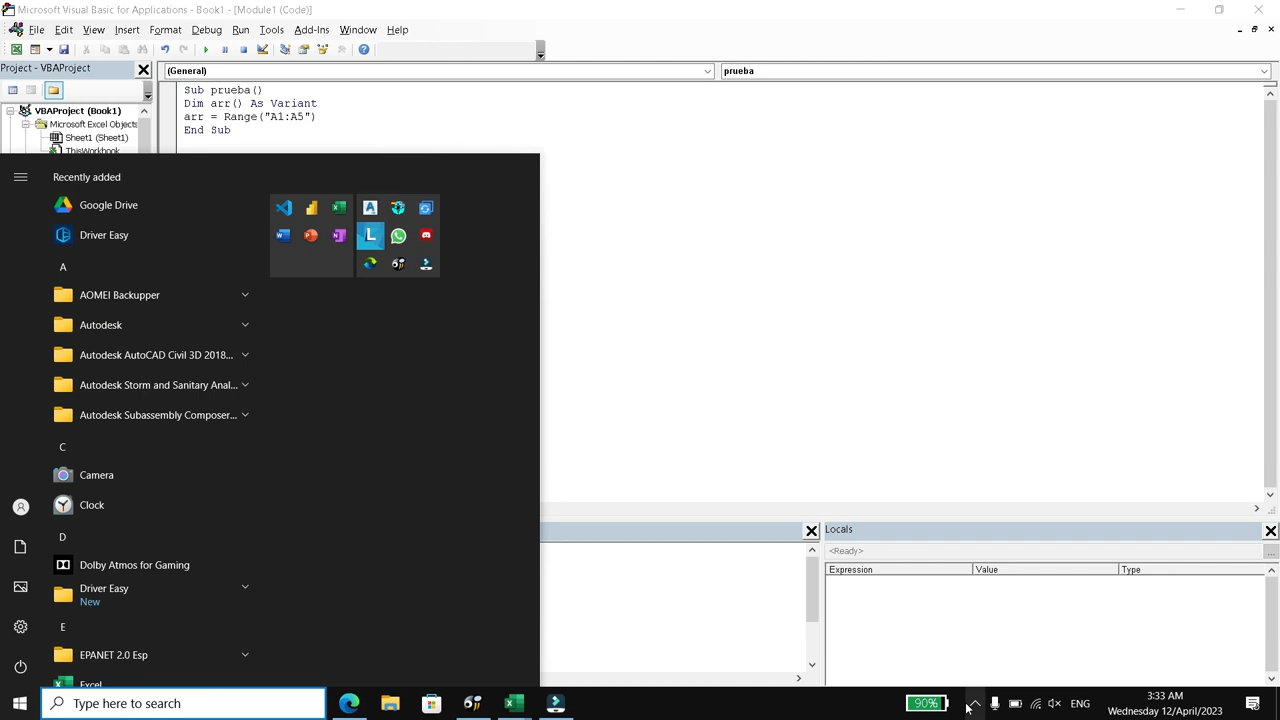 Microsoft Visual Basic for Applications - Book1 - [Module1 (Code)]
File Edit View Insert Format Debug Run Tools Add-Ins Window Help
Project - VBAProject
(General)
prueba
VBAProject (Book1)
Microsoft Excel Objects
Sheet1 (Sheet1)
ThisWorkbook
Sub prueba()
Dim arr() As Variant
arr = Range("A1:A5")
End Sub
Recently added
Google Drive
Driver Easy
A
AOMEI Backupper
Autodesk
Autodesk AutoCAD Civil 3D 2018...
Autodesk Storm and Sanitary Anal...
Autodesk Subassembly Composer...
C
Camera
Clock
D
Dolby Atmos for Gaming
Driver Easy
New
E
EPANET 2.0 Esp
Excel
L
Locals
<Ready>
...
Expression Value Type
Type here to search
90%
ENG
3:33 AM
Wednesday 12/April/2023